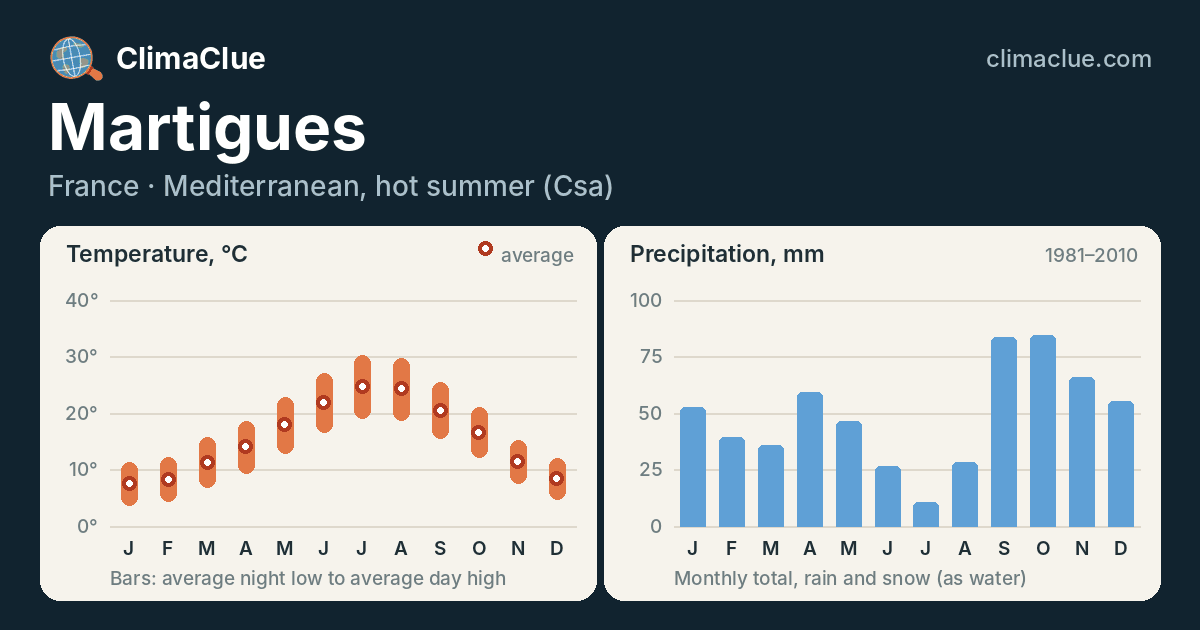 ClimaClue
climaclue.com
Martigues
France · Mediterranean, hot summer (Csa)
Temperature, °C
average
40°
30°
20°
10°
0°
J F M A M J J A S O N D
Bars: average night low to average day high
Precipitation, mm
1981–2010
100
75
50
25
0
J F M A M J J A S O N D
Monthly total, rain and snow (as water)